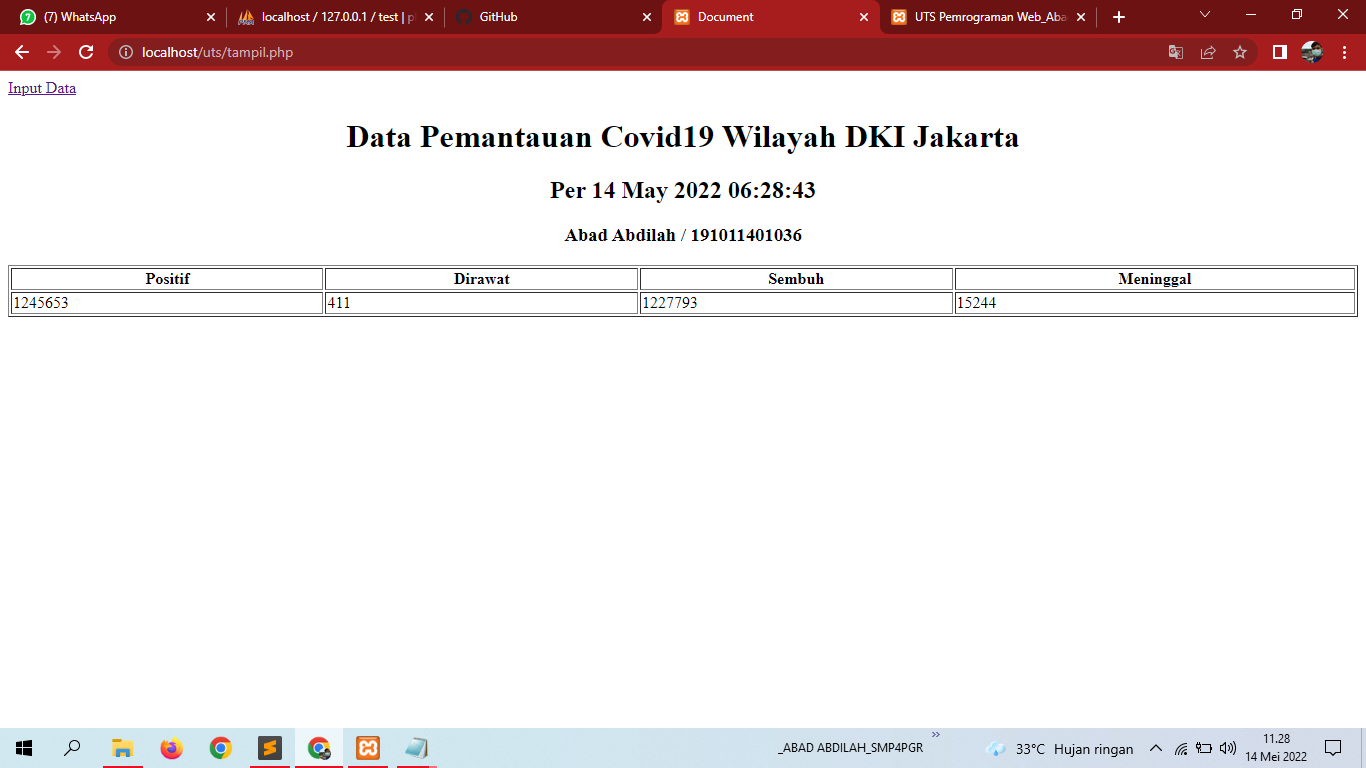 7 (7) WhatsApp localhost / 127.0.0.1 / test | p GitHub Document UTS Pemrograman Web_Aba
localhost/uts/tampil.php
Input Data
Data Pemantauan Covid19 Wilayah DKI Jakarta
Per 14 May 2022 06:28:43
Abad Abdilah / 191011401036
Positif Dirawat Sembuh Meninggal
1245653 411 1227793 15244
_ABAD ABDILAH_SMP4PGR
33°C Hujan ringan
11.28
14 Mei 2022